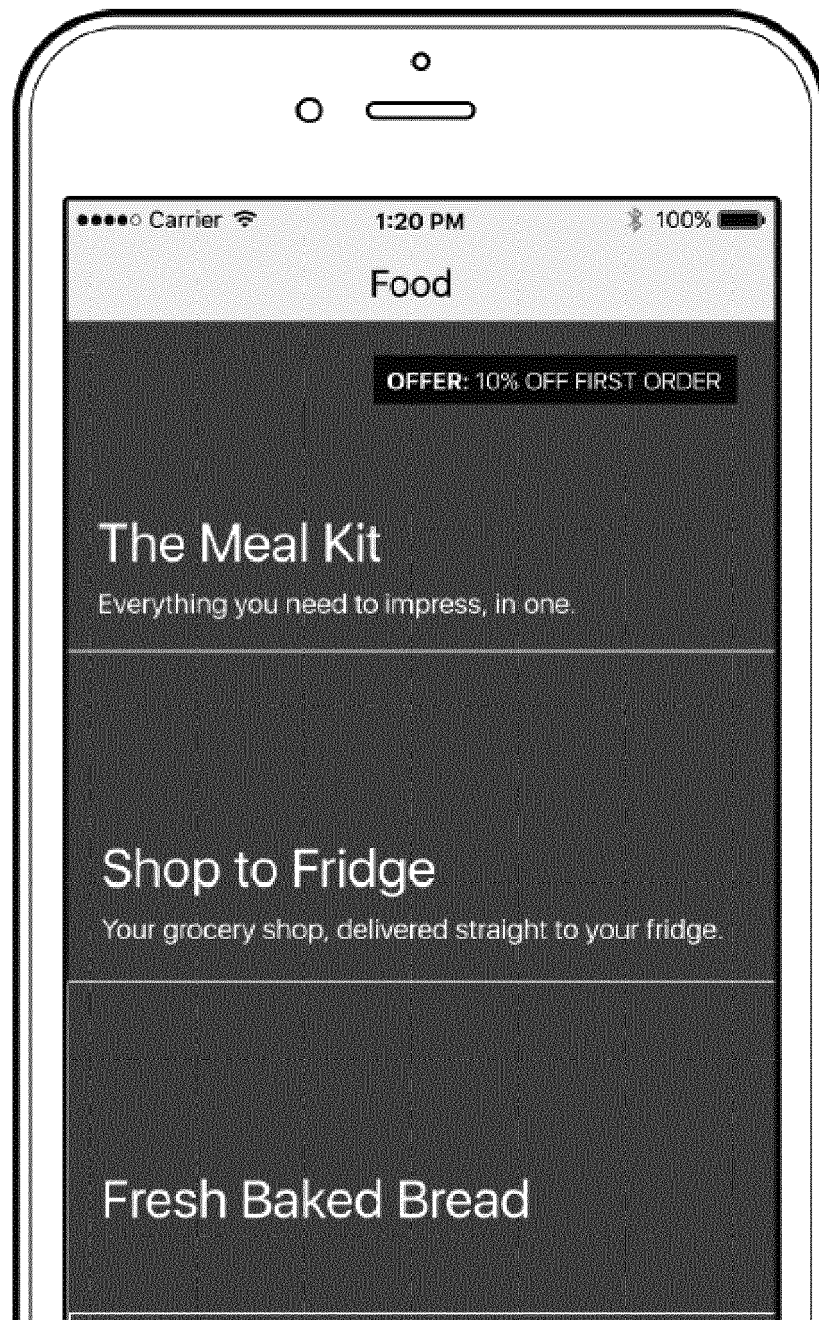 Carrier 1:20 PM 100%
Food
OFFER: 10% OFF FIRST ORDER
The Meal Kit
Everything you need to impress, in one.
Shop to Fridge
Your grocery shop, delivered straight to your fridge.
Fresh Baked Bread